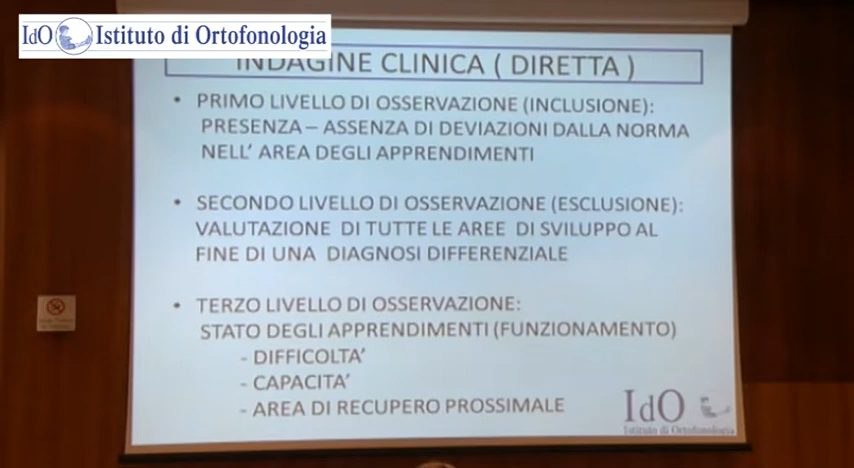 IdO Istituto di Ortofonologia
INDAGINE CLINICA ( DIRETTA )
• PRIMO LIVELLO DI OSSERVAZIONE (INCLUSIONE):
PRESENZA – ASSENZA DI DEVIAZIONI DALLA NORMA
NELL’ AREA DEGLI APPRENDIMENTI
• SECONDO LIVELLO DI OSSERVAZIONE (ESCLUSIONE):
VALUTAZIONE DI TUTTE LE AREE DI SVILUPPO AL
FINE DI UNA DIAGNOSI DIFFERENZIALE
• TERZO LIVELLO DI OSSERVAZIONE:
STATO DEGLI APPRENDIMENTI (FUNZIONAMENTO)
- DIFFICOLTA’
- CAPACITA’
- AREA DI RECUPERO PROSSIMALE
IdO
Istituto di Ortofonologia